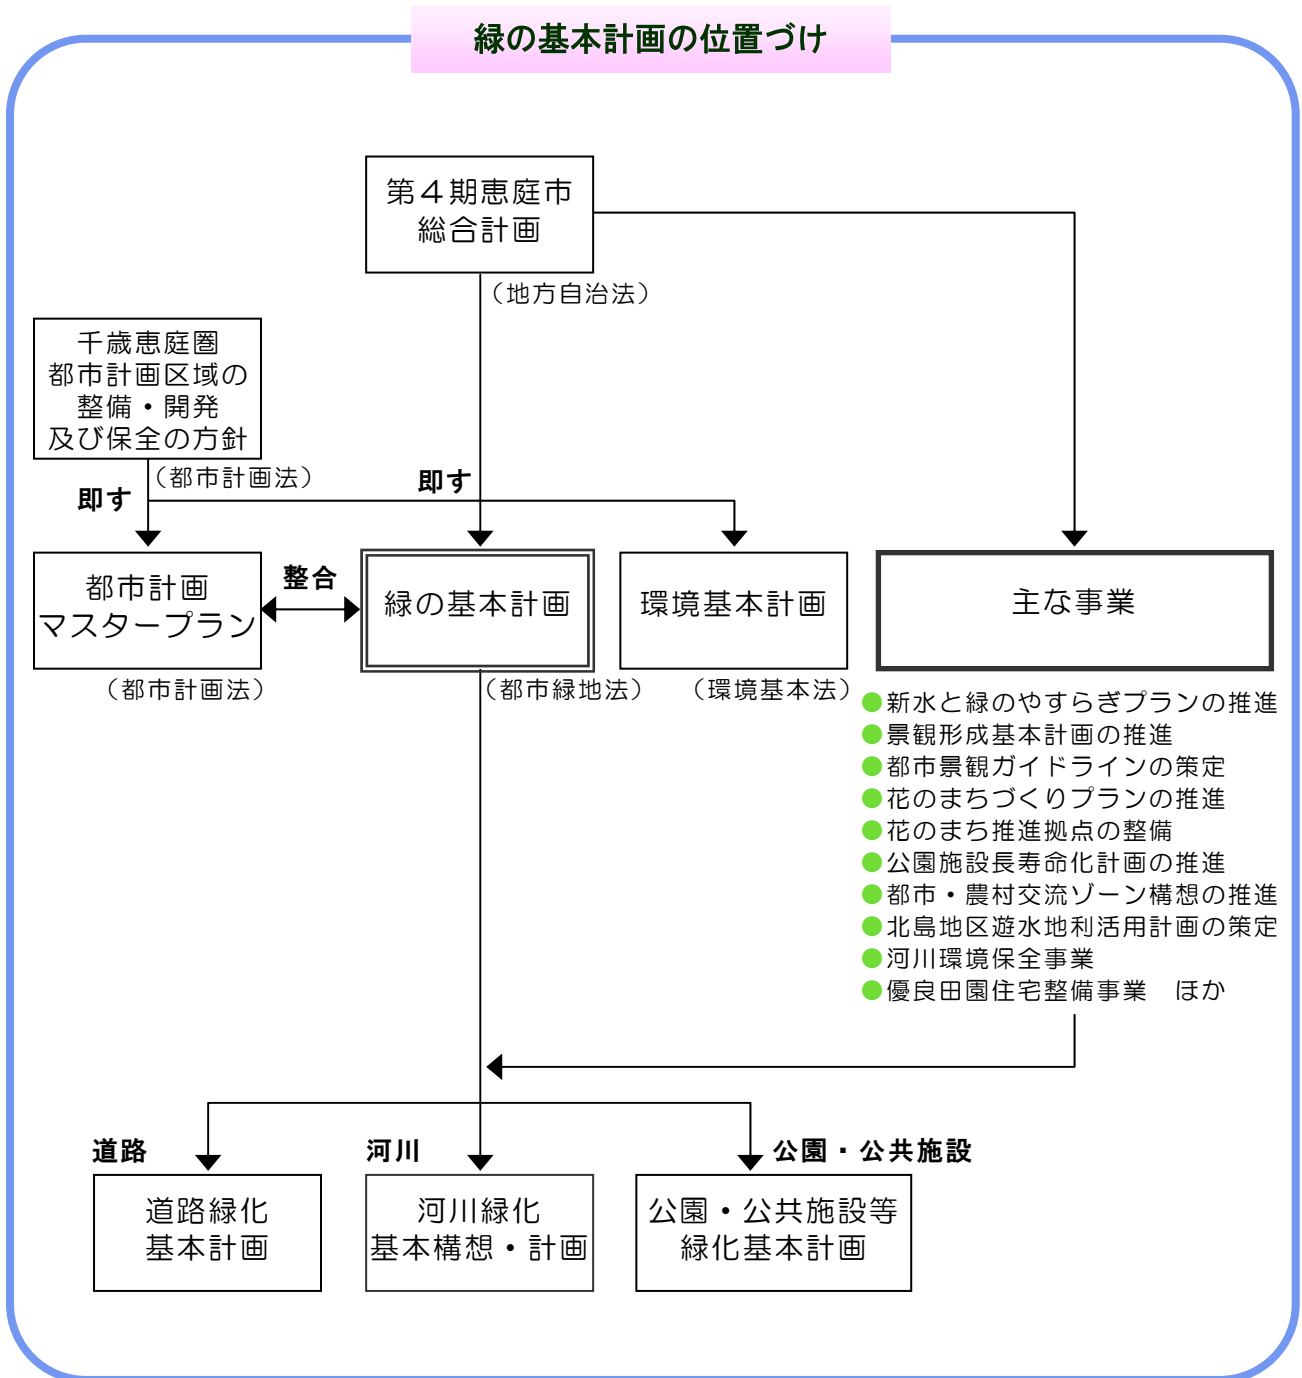 緑の基本計画の位置づけ
第４期恵庭市
総合計画
（地方自治法）
千歳恵庭圏
都市計画区域の
整備・開発
及び保全の方針
（都市計画法）
即す
即す
都市計画
マスタープラン
（都市計画法）
整合
緑の基本計画
（都市緑地法）
環境基本計画
（環境基本法）
主な事業
●新水と緑のやすらぎプランの推進
●景観形成基本計画の推進
●都市景観ガイドラインの策定
●花のまちづくりプランの推進
●花のまち推進拠点の整備
●公園施設長寿命化計画の推進
●都市・農村交流ゾーン構想の推進
●北島地区遊水地利活用計画の策定
●河川環境保全事業
●優良田園住宅整備事業　ほか
道路
道路緑化
基本計画
河川
河川緑化
基本構想・計画
公園・公共施設
公園・公共施設等
緑化基本計画